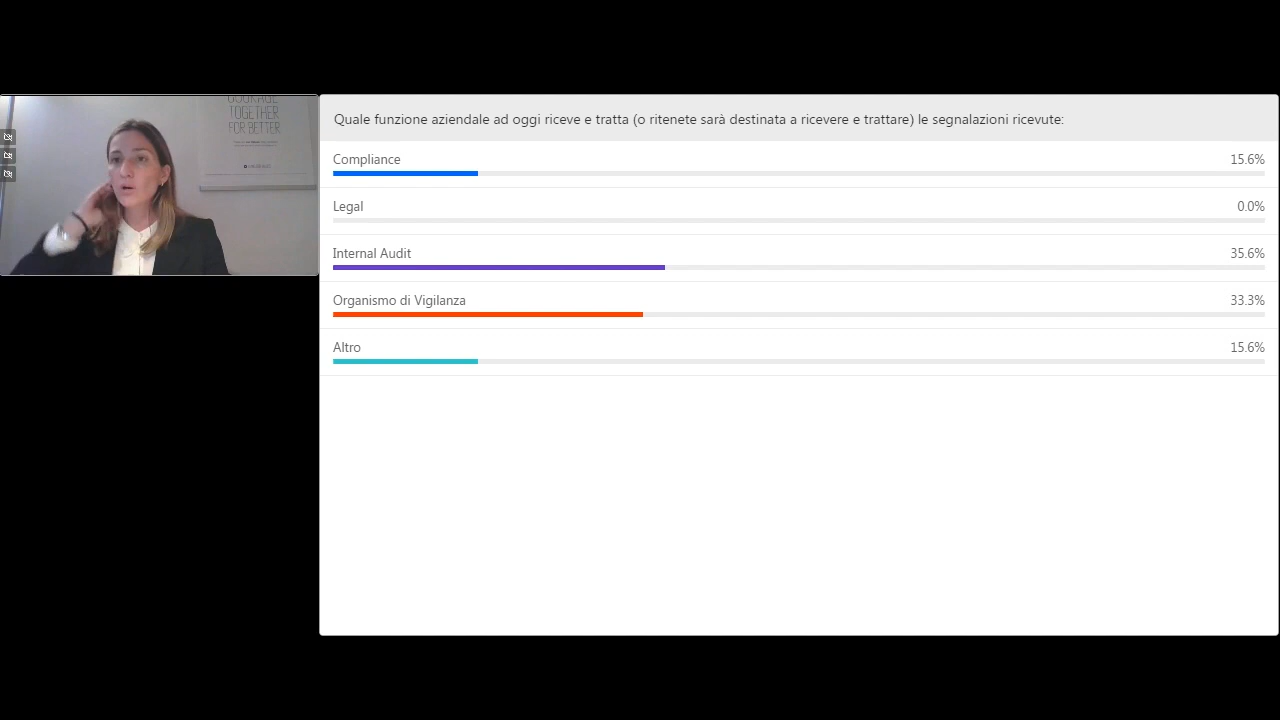 TOGETHER
FOR BETTER
Quale funzione aziendale ad oggi riceve e tratta (o ritenete sarà destinata a ricevere e trattare) le segnalazioni ricevute:
Compliance 15.6%
Legal 0.0%
Internal Audit 35.6%
Organismo di Vigilanza 33.3%
Altro 15.6%